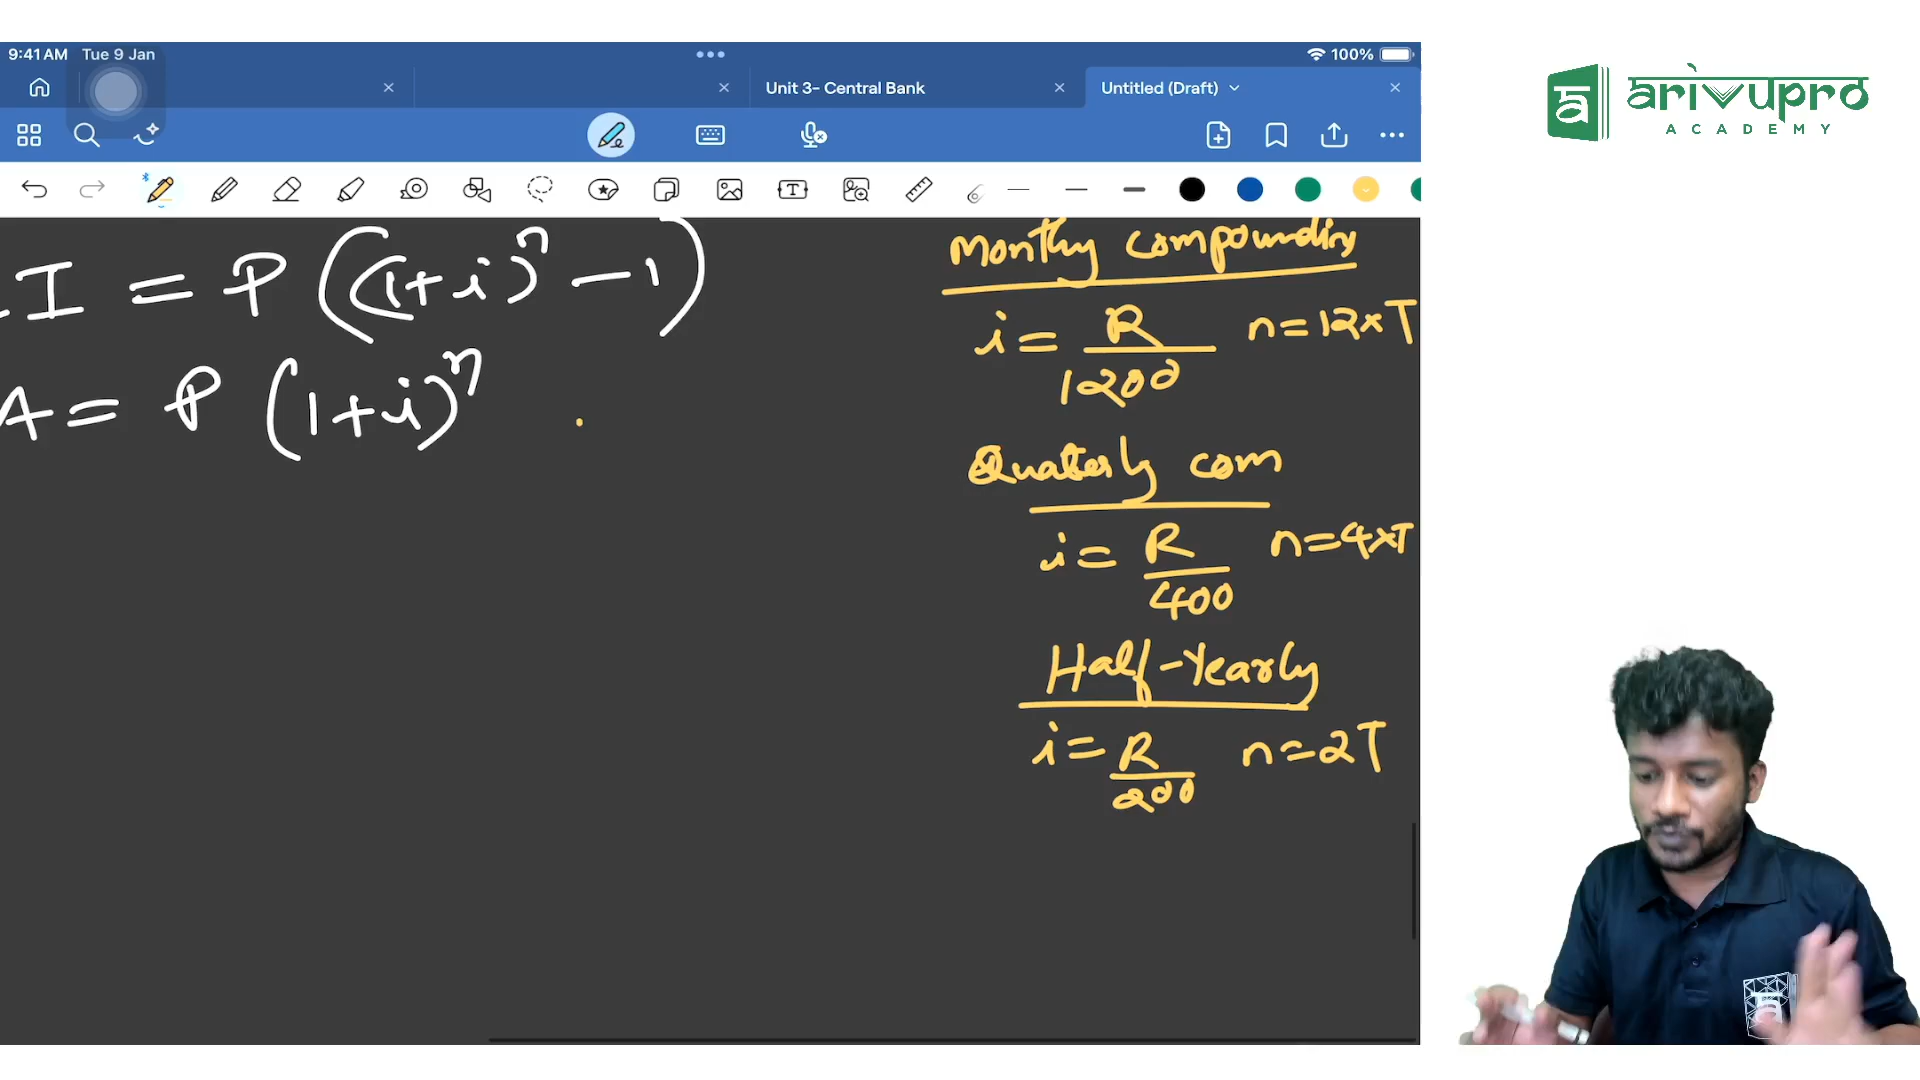 9:41 AM Tue 9 Jan
100%
Unit 3- Central Bank
Untitled (Draft)
arivupro
ACADEMY
I = P ((1+i)^n - 1)
A = P (1+i)^n
Monthy compounding
i = R/1200 n = 12×T
Quaterly com
i = R/400 n = 4×T
Half-Yearly
i = R/200 n = 2T